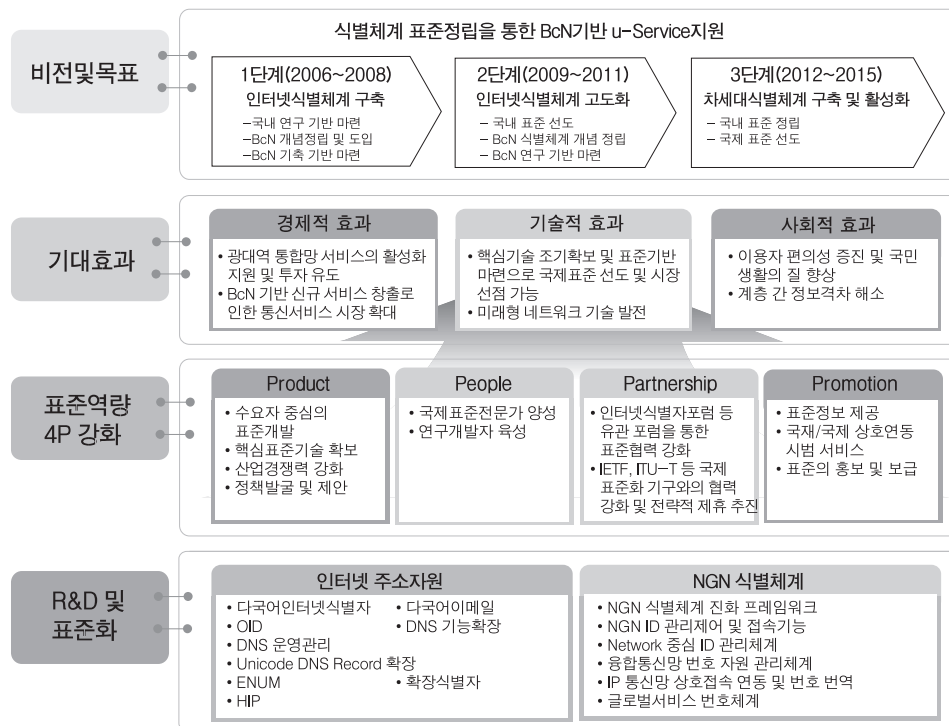 비전및목표
식별체계 표준정립을 통한 BcN기반 u-Service지원
1단계(2006~2008)
인터넷식별체계 구축
-국내 연구 기반 마련
-BcN 개념정립 및 도입
-BcN 기축 기반 마련
2단계(2009~2011)
인터넷식별체계 고도화
- 국내 표준 선도
- BcN 식별체계 개념 정립
- BcN 연구 기반 마련
3단계(2012~2015)
차세대식별체계 구축 및 활성화
- 국내 표준 정립
- 국제 표준 선도
기대효과
경제적 효과
• 광대역 통합망 서비스의 활성화
지원 및 투자 유도
• BcN 기반 신규 서비스 창출로
인한 통신서비스 시장 확대
기술적 효과
• 핵심기술 조기확보 및 표준기반
마련으로 국제표준 선도 및 시장
선점 가능
• 미래형 네트워크 기술 발전
사회적 효과
• 이용자 편의성 증진 및 국민
생활의 질 향상
• 계층 간 정보격차 해소
표준역량
4P 강화
Product
• 수요자 중심의
표준개발
• 핵심표준기술 확보
• 산업경쟁력 강화
• 정책발굴 및 제안
People
• 국제표준전문가 양성
• 연구개발자 육성
Partnership
• 인터넷식별자포럼 등
유관 포럼을 통한
표준협력 강화
• IETF, ITU-T 등 국제
표준화 기구와의 협력
강화 및 전략적 제휴 추진
Promotion
• 표준정보 제공
• 국재/국제 상호연동
시범 서비스
• 표준의 홍보 및 보급
R&D 및
표준화
인터넷 주소자원
• 다국어인터넷식별자
• OID
• DNS 운영관리
• Unicode DNS Record 확장
• ENUM
• HIP
• 다국어이메일
• DNS 기능확장
• 확장식별자
NGN 식별체계
• NGN 식별체계 진화 프레임워크
• NGN ID 관리제어 및 접속기능
• Network 중심 ID 관리체계
• 융합통신망 번호 자원 관리체계
• IP 통신망 상호접속 연동 및 번호 번역
• 글로벌서비스 번호체계